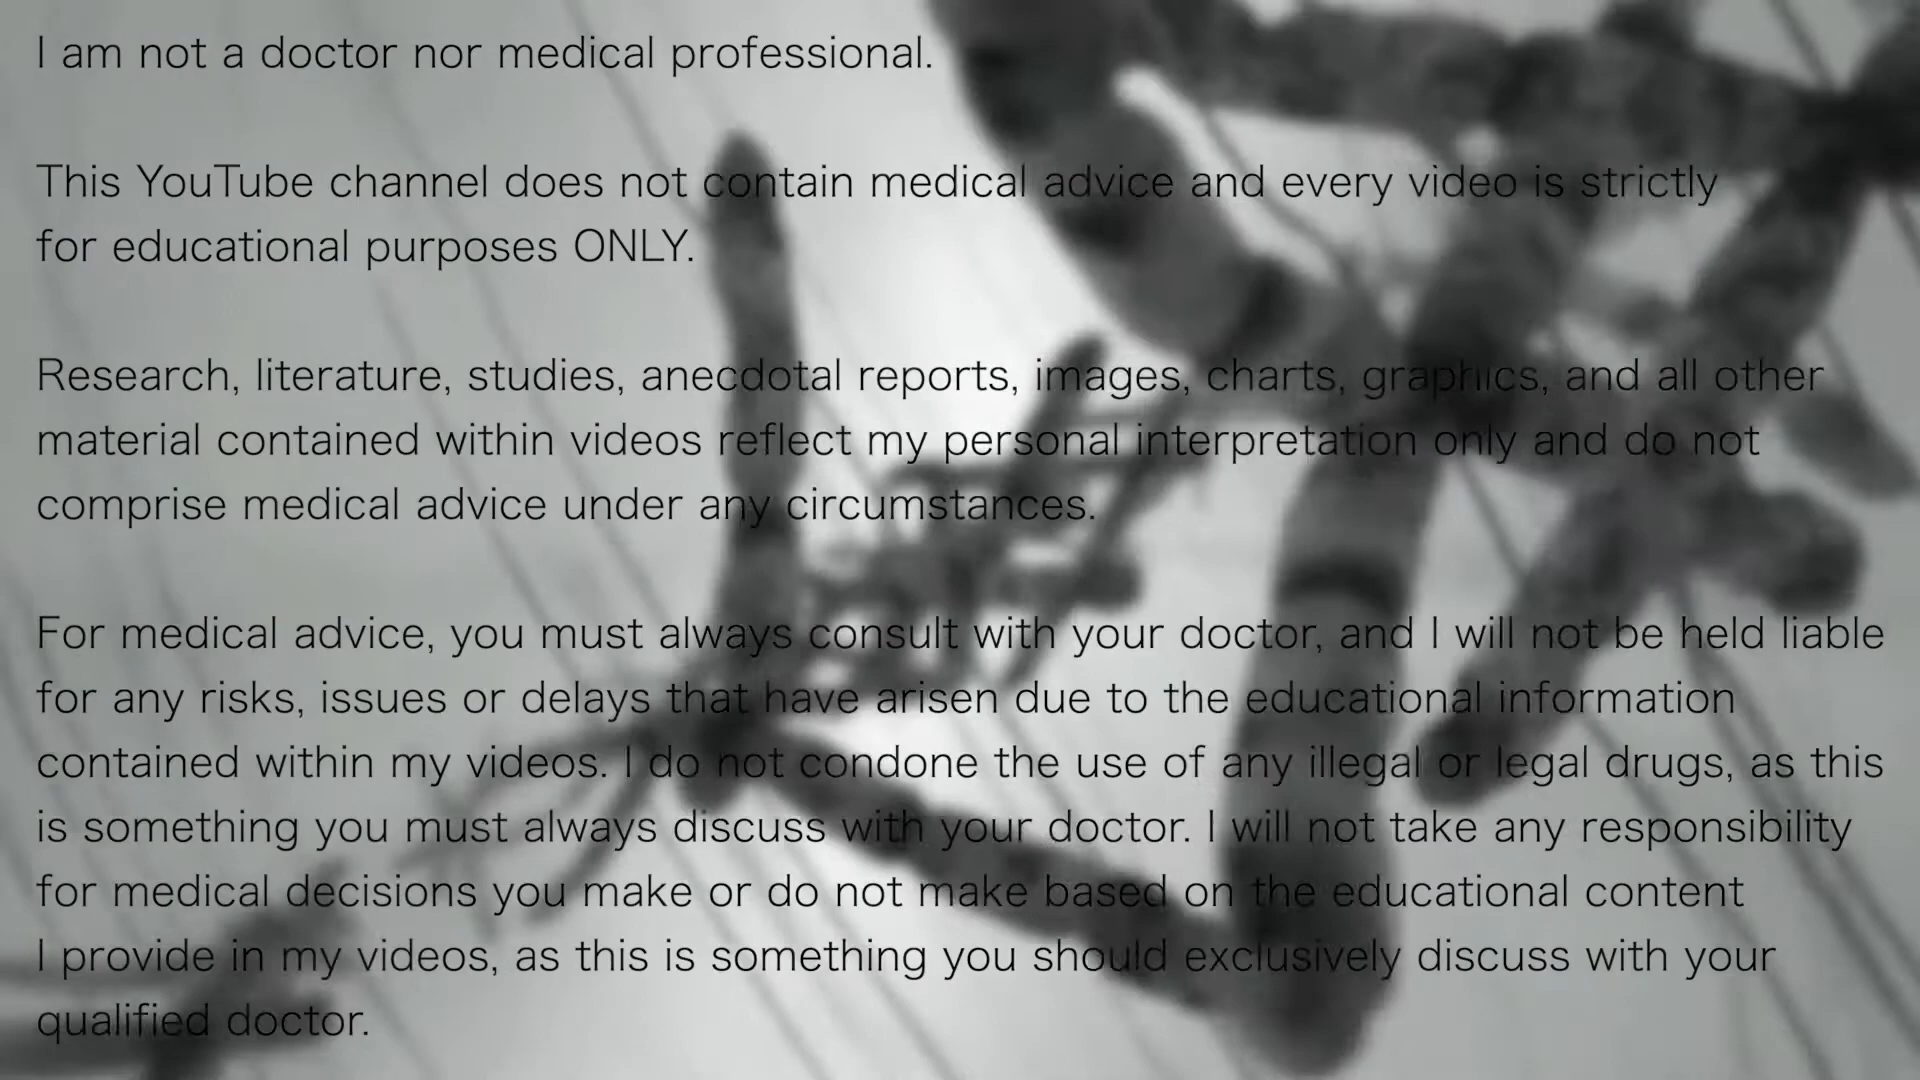 I am not a doctor nor medical professional.
This YouTube channel does not contain medical advice and every video is strictly
for educational purposes ONLY.
Research, literature, studies, anecdotal reports, images, charts, graphics, and all other
material contained within videos reflect my personal interpretation only and do not
comprise medical advice under any circumstances.
For medical advice, you must always consult with your doctor, and I will not be held liable
for any risks, issues or delays that have arisen due to the educational information
contained within my videos. I do not condone the use of any illegal or legal drugs, as this
is something you must always discuss with your doctor. I will not take any responsibility
for medical decisions you make or do not make based on the educational content
I provide in my videos, as this is something you should exclusively discuss with your
qualified doctor.